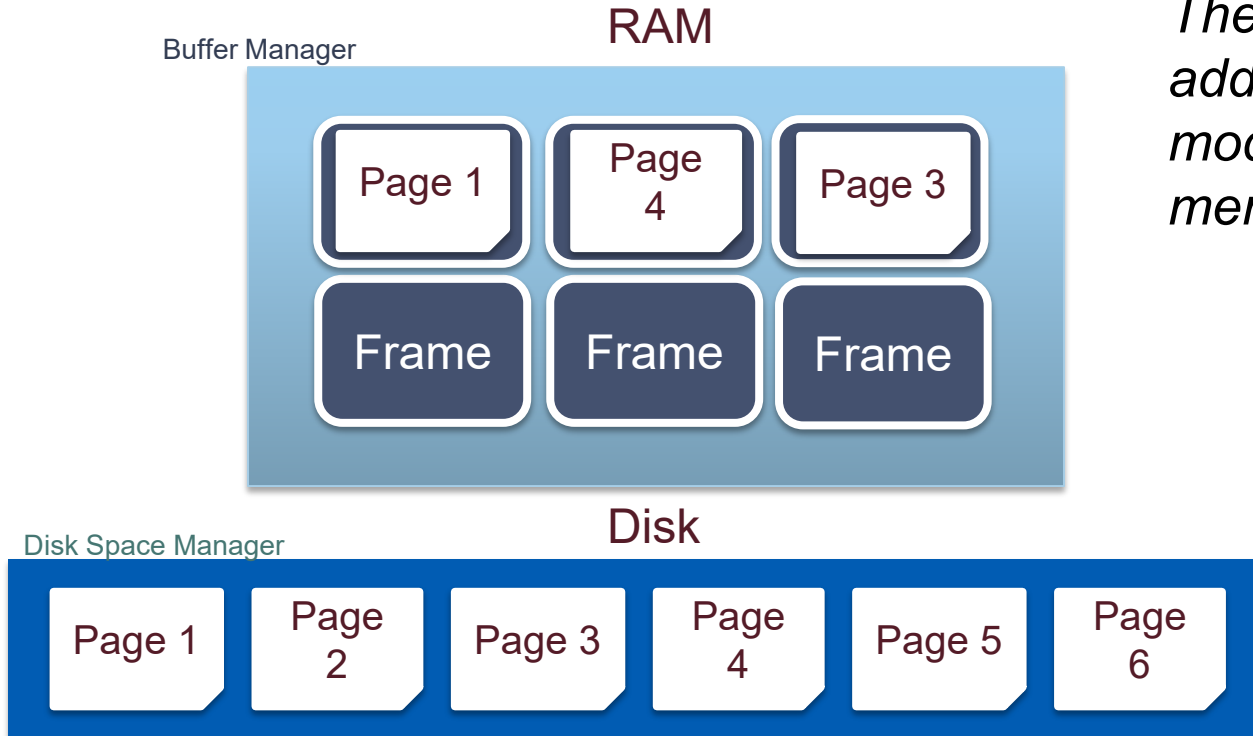 RAM
Buffer Manager
The
Page 1
Page
4
Page 3
Frame
Frame
Frame
Disk
Disk Space Manager
Page 1
Page
2
Page 3
Page
4
Page 5
Page
6